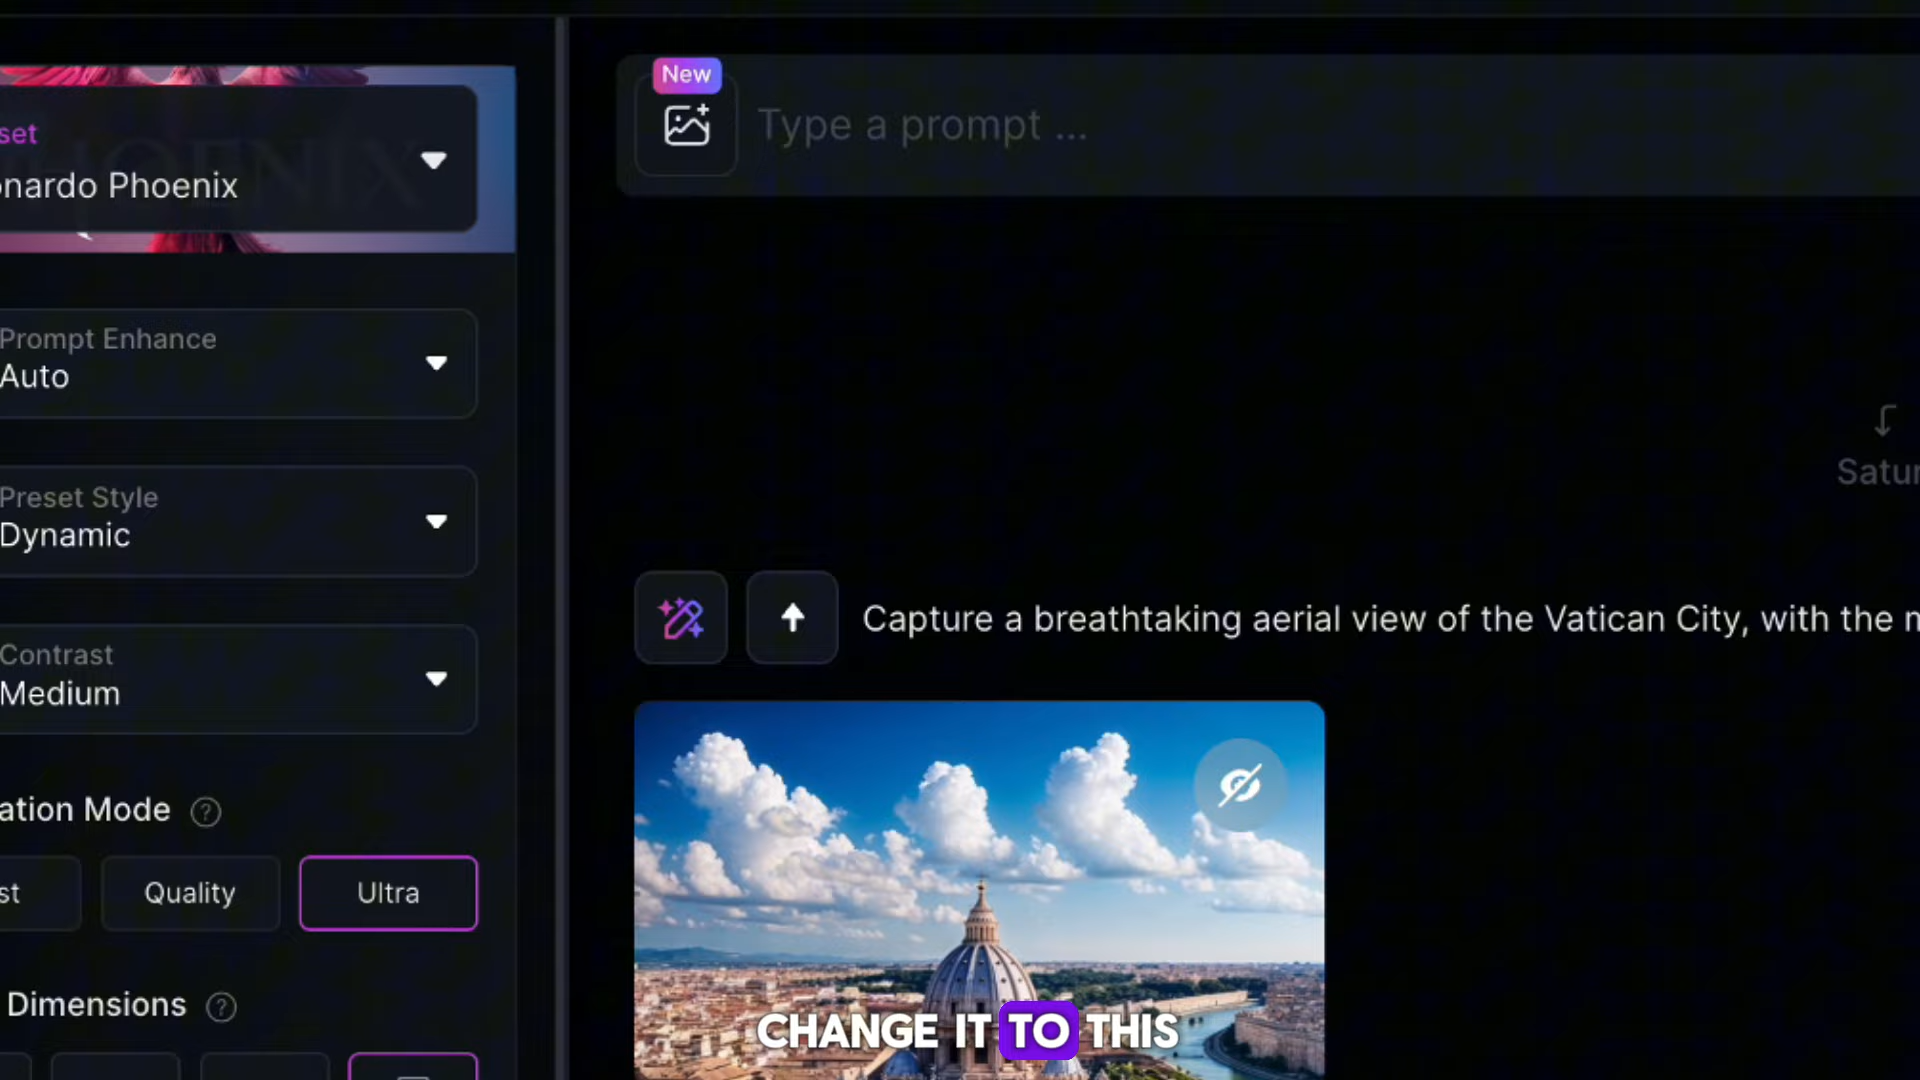 New
Type a prompt ...
set
onardo Phoenix
Prompt Enhance
Auto
Satur
Preset Style
Dynamic
Capture a breathtaking aerial view of the Vatican City, with the m
Contrast
Medium
ation Mode ?
st
Quality
Ultra
Dimensions ?
CHANGE IT TO THIS